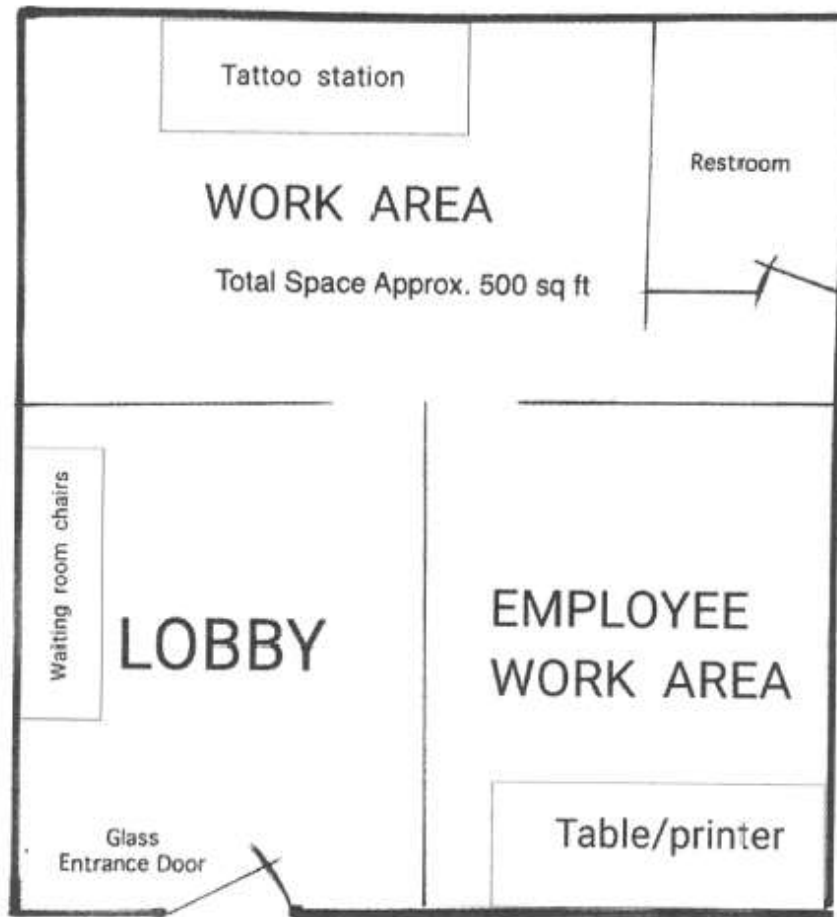 Tattoo station
Restroom
WORK AREA
Total Space Approx. 500 sq ft
Waiting room chairs
LOBBY
EMPLOYEE
WORK AREA
Glass
Entrance Door
Table/printer